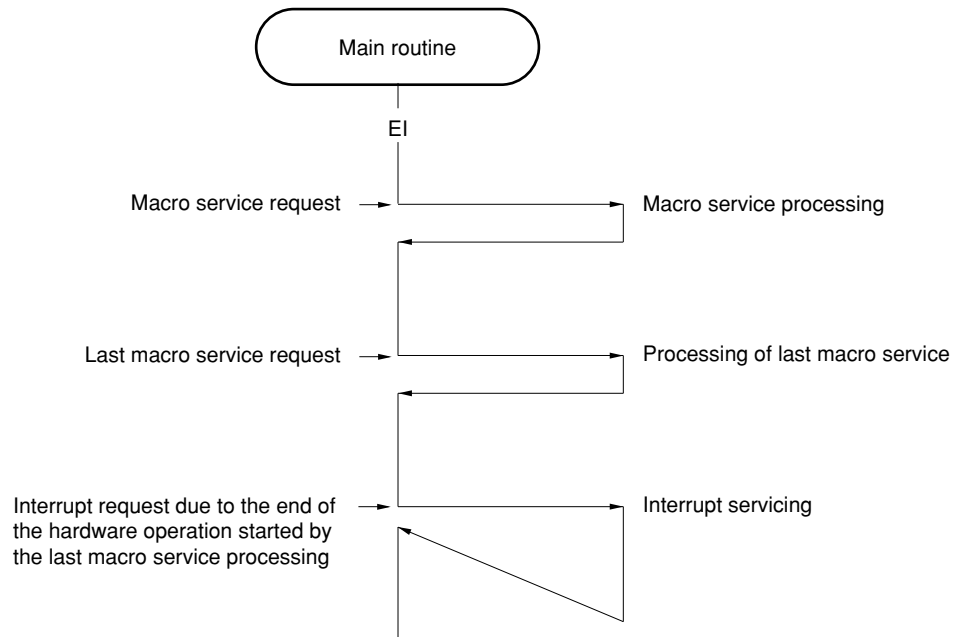 Main routine
EI
Macro service request
Macro service processing
Last macro service request
Processing of last macro service
Interrupt request due to the end of
the hardware operation started by
the last macro service processing
Interrupt servicing